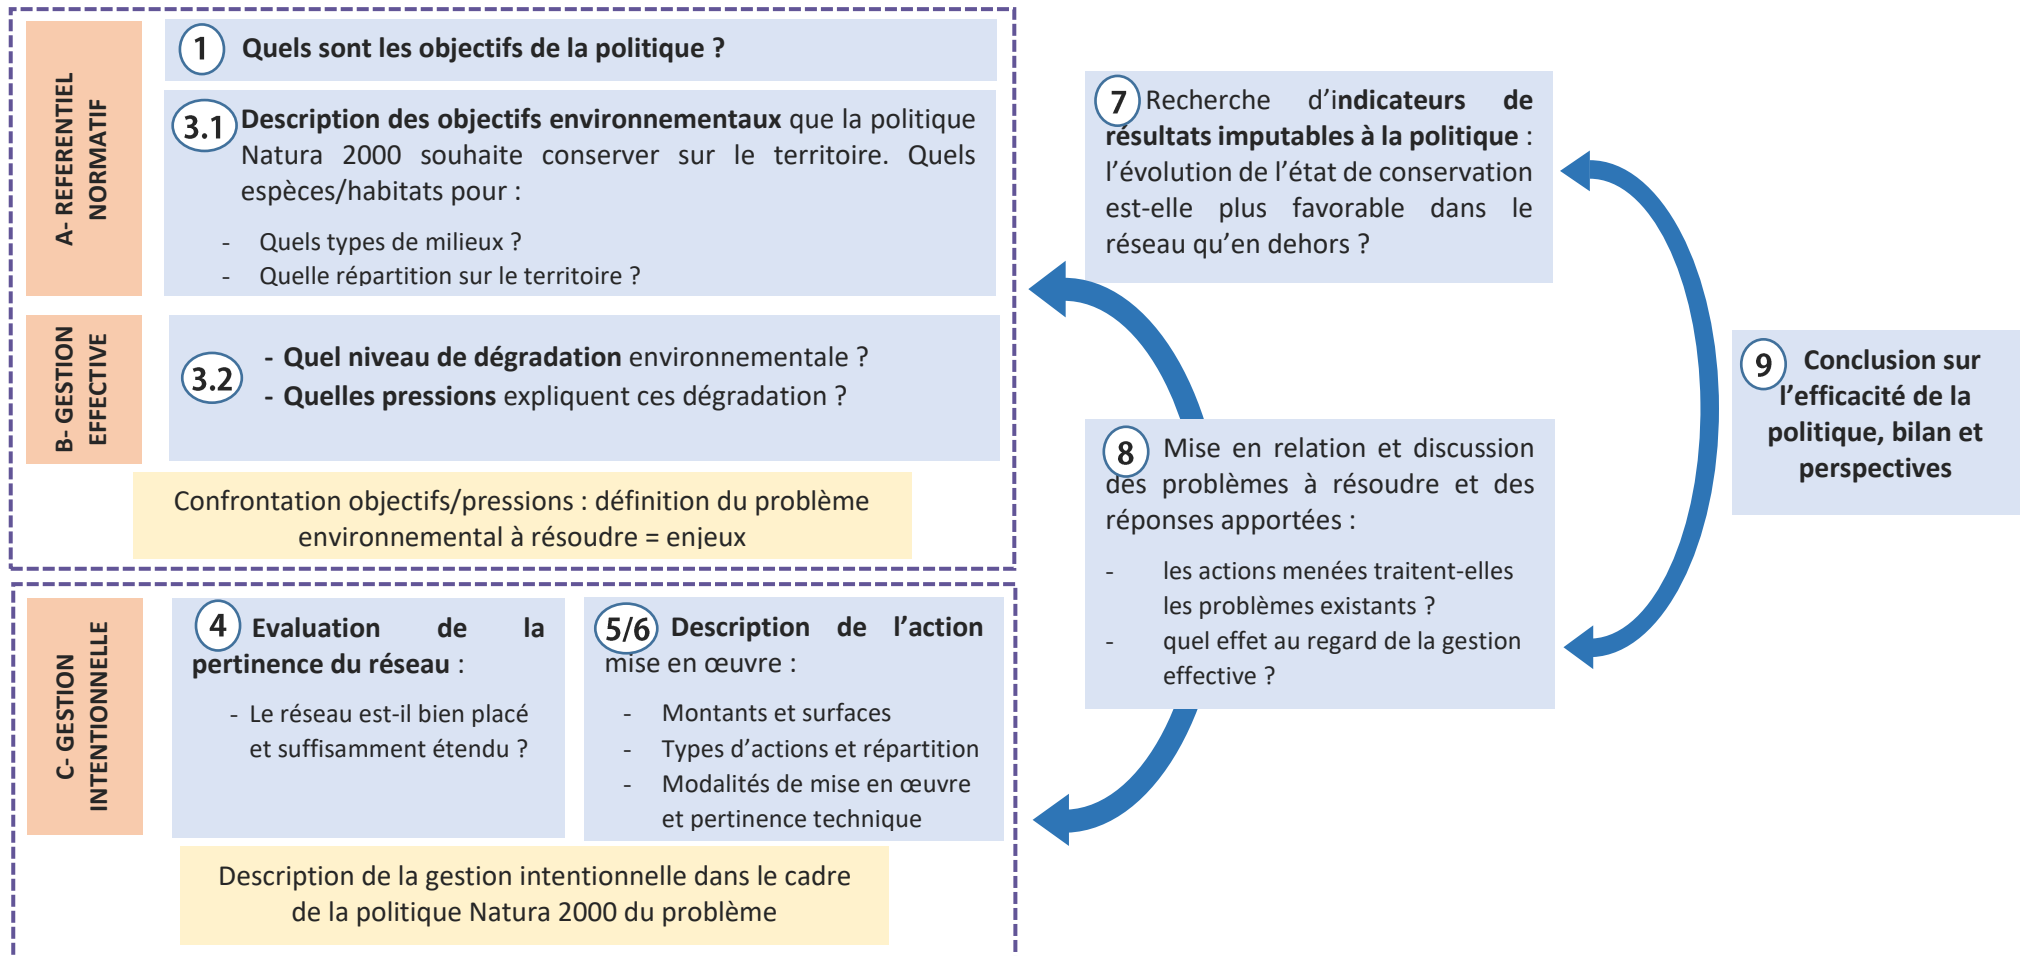 A- REFERENTIEL
NORMATIF
1 Quels sont les objectifs de la politique ?
3.1 Description des objectifs environnementaux que la politique
Natura 2000 souhaite conserver sur le territoire. Quels
espèces/habitats pour :
- Quels types de milieux ?
- Quelle répartition sur le territoire ?
B- GESTION
EFFECTIVE
3.2
- Quel niveau de dégradation environnementale ?
- Quelles pressions expliquent ces dégradation ?
Confrontation objectifs/pressions : définition du problème
environnemental à résoudre = enjeux
C- GESTION
INTENTIONNELLE
4 Evaluation de la
pertinence du réseau :
- Le réseau est-il bien placé
et suffisamment étendu ?
5/6 Description de l’action
mise en œuvre :
- Montants et surfaces
- Types d’actions et répartition
- Modalités de mise en œuvre
et pertinence technique
Description de la gestion intentionnelle dans le cadre
de la politique Natura 2000 du problème
7 Recherche d’indicateurs de
résultats imputables à la politique :
l’évolution de l’état de conservation
est-elle plus favorable dans le
réseau qu’en dehors ?
8 Mise en relation et discussion
des problèmes à résoudre et des
réponses apportées :
- les actions menées traitent-elles
les problèmes existants ?
- quel effet au regard de la gestion
effective ?
9 Conclusion sur
l’efficacité de la
politique, bilan et
perspectives